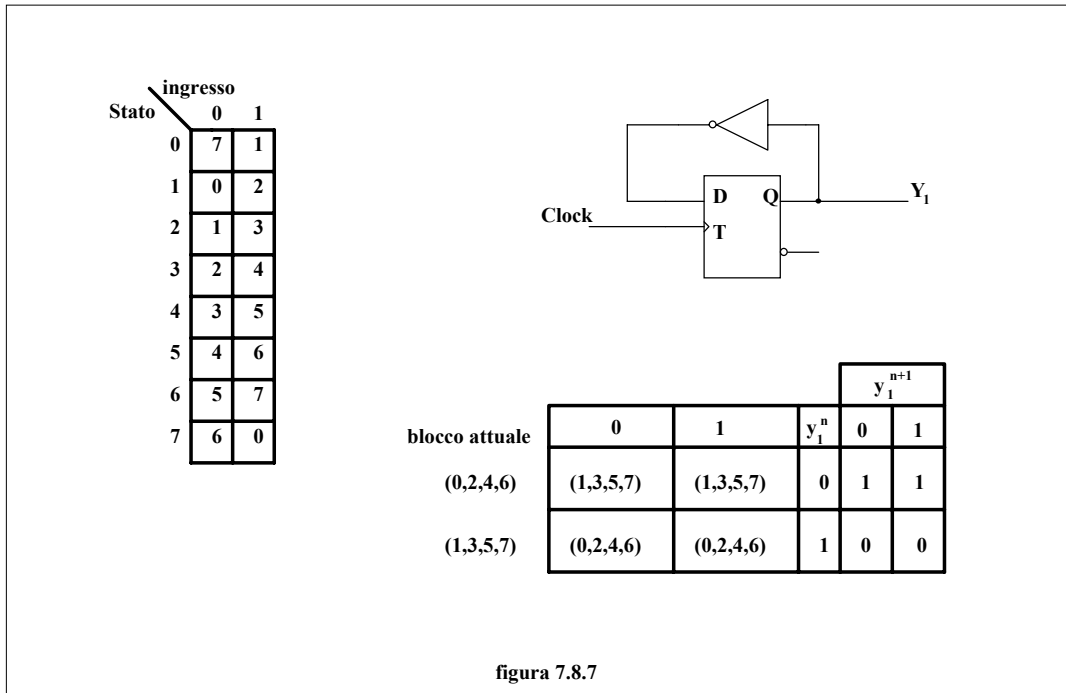 ingresso
Stato 0 1
0 7 1
1 0 2
2 1 3
3 2 4
4 3 5
5 4 6
6 5 7
7 6 0
D Q Y1
Clock T
y1^n+1
blocco attuale 0 1 y1^n 0 1
(0,2,4,6) (1,3,5,7) (1,3,5,7) 0 1 1
(1,3,5,7) (0,2,4,6) (0,2,4,6) 1 0 0
figura 7.8.7